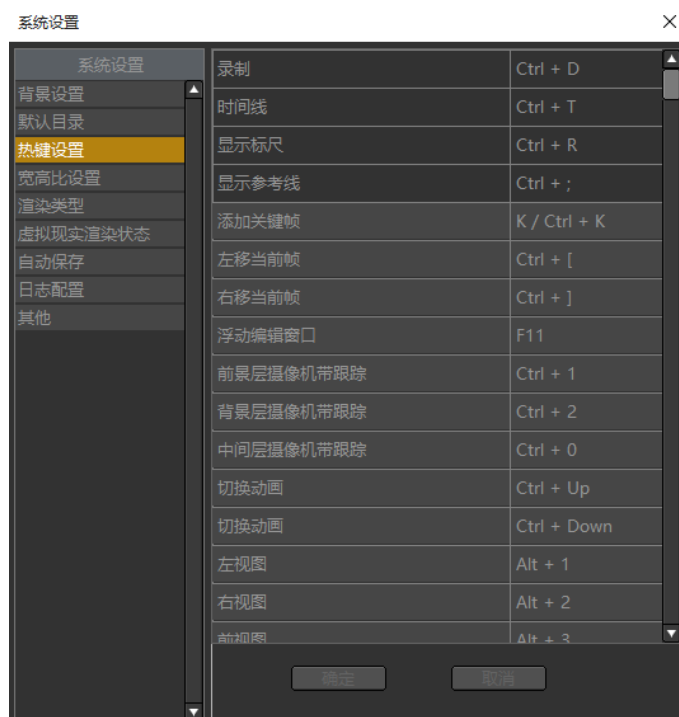 系统设置
系统设置
背景设置
默认目录
热键设置
宽高比设置
渲染类型
虚拟现实渲染状态
自动保存
日志配置
其他
录制 Ctrl + D
时间线 Ctrl + T
显示标尺 Ctrl + R
显示参考线 Ctrl + ;
添加关键帧 K / Ctrl + K
左移当前帧 Ctrl + [
右移当前帧 Ctrl + ]
浮动编辑窗口 F11
前景层摄像机带跟踪 Ctrl + 1
背景层摄像机带跟踪 Ctrl + 2
中间层摄像机带跟踪 Ctrl + 0
切换动画 Ctrl + Up
切换动画 Ctrl + Down
左视图 Alt + 1
右视图 Alt + 2
前视图 Alt + 3
确定 取消